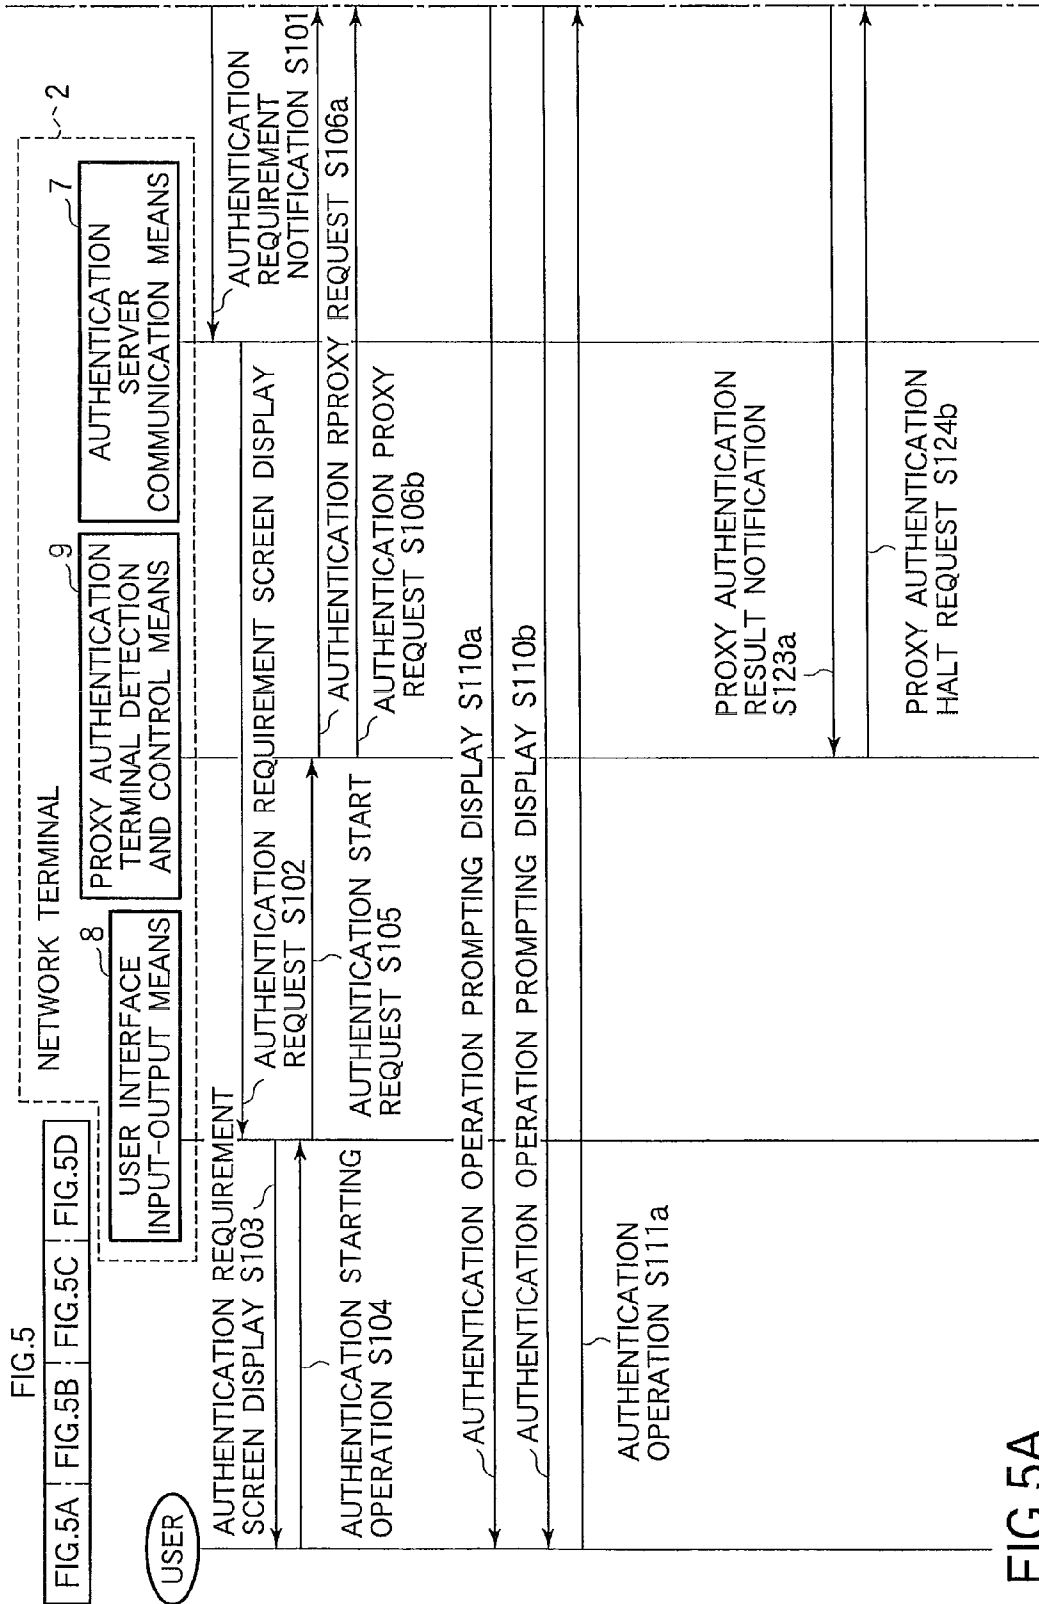 FIG.5
FIG.5A FIG.5B FIG.5C FIG.5D
NETWORK TERMINAL
2
USER
8
USER INTERFACE
INPUT-OUTPUT MEANS
9
PROXY AUTHENTICATION
TERMINAL DETECTION
AND CONTROL MEANS
7
AUTHENTICATION
SERVER
COMMUNICATION MEANS
AUTHENTICATION
REQUIREMENT
NOTIFICATION S101
AUTHENTICATION REQUIREMENT SCREEN DISPLAY
REQUEST S102
AUTHENTICATION REQUIREMENT
SCREEN DISPLAY S103
AUTHENTICATION STARTING
OPERATION S104
AUTHENTICATION START
REQUEST S105
AUTHENTICATION RPROXY REQUEST S106a
AUTHENTICATION PROXY
REQUEST S106b
AUTHENTICATION OPERATION PROMPTING DISPLAY S110a
AUTHENTICATION OPERATION PROMPTING DISPLAY S110b
AUTHENTICATION
OPERATION S111a
PROXY AUTHENTICATION
RESULT NOTIFICATION
S123a
PROXY AUTHENTICATION
HALT REQUEST S124b
FIG.5A